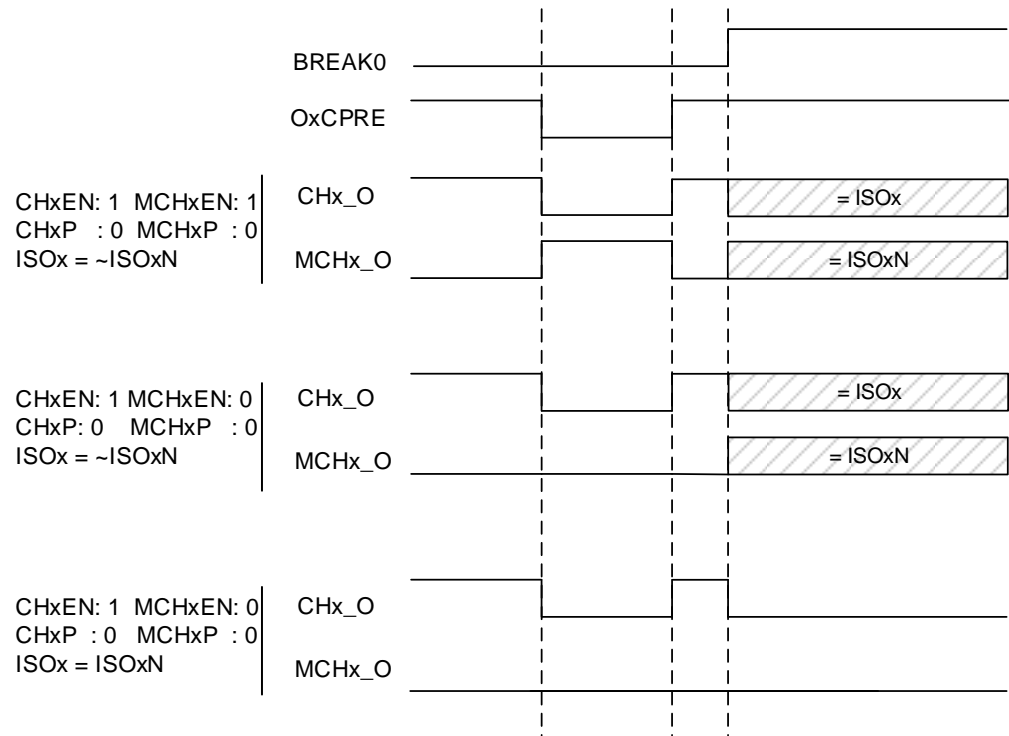 BREAK0
OxCPRE
CHxEN: 1 MCHxEN: 1
CHxP : 0 MCHxP : 0
ISOx = ~ISOxN
CHx_O
= ISOx
MCHx_O
= ISOxN
CHxEN: 1 MCHxEN: 0
CHxP: 0 MCHxP : 0
ISOx = ~ISOxN
CHx_O
= ISOx
MCHx_O
= ISOxN
CHxEN: 1 MCHxEN: 0
CHxP : 0 MCHxP : 0
ISOx = ISOxN
CHx_O
MCHx_O